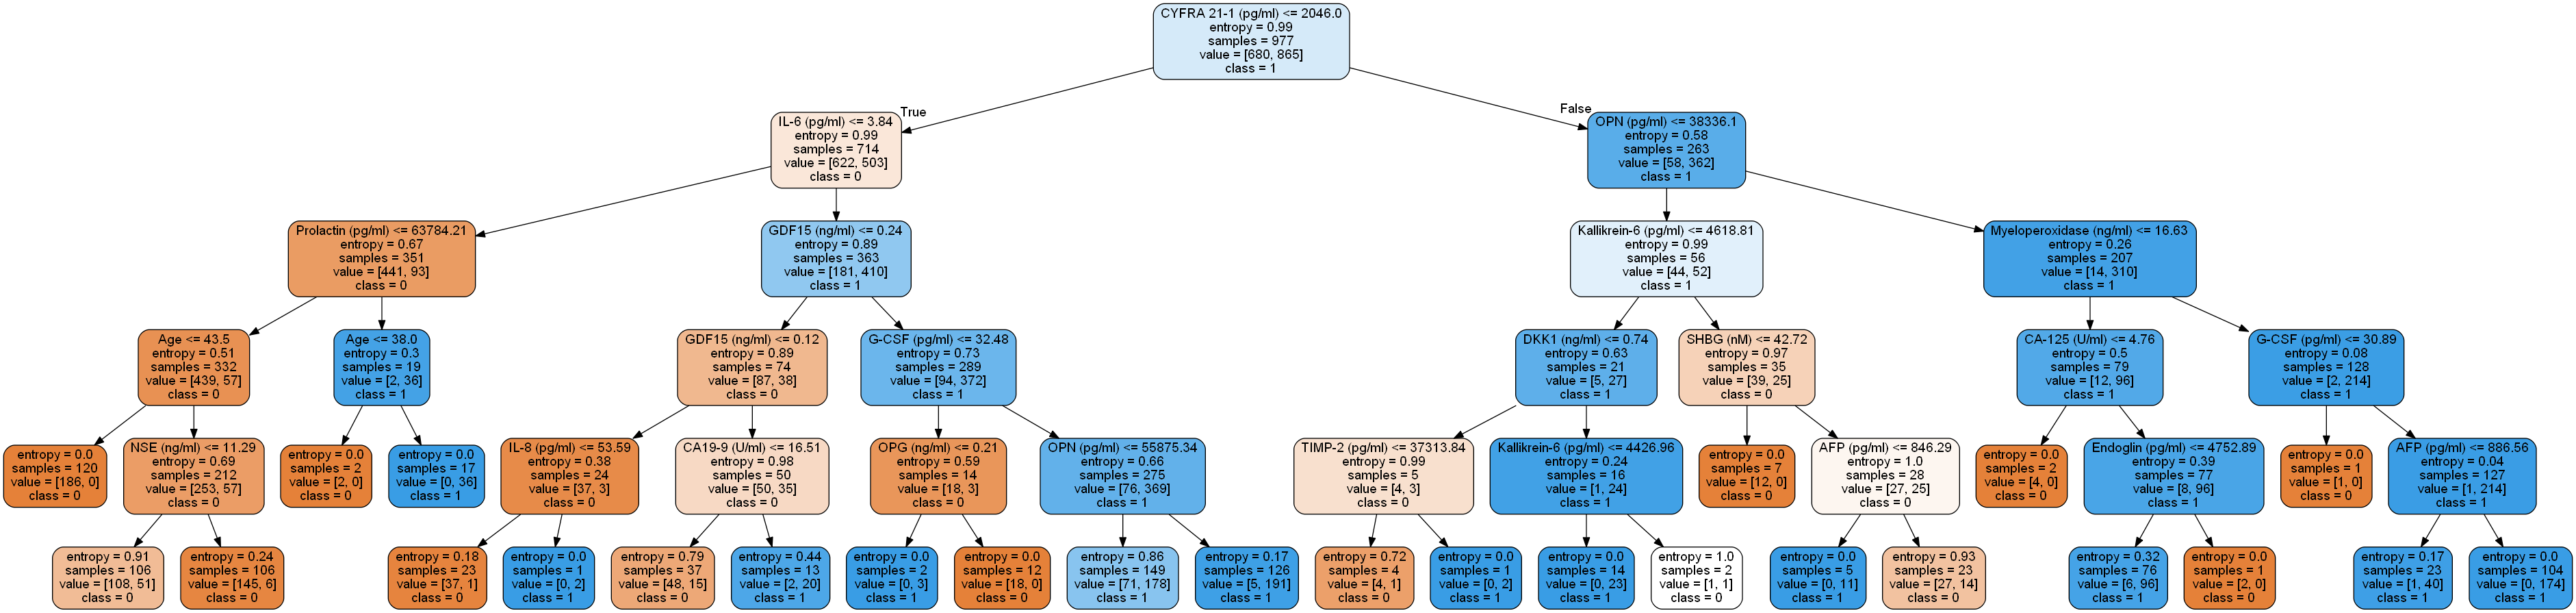 CYFRA 21-1 (pg/ml) <= 2046.0
entropy = 0.99
samples = 977
value = [680, 865]
class = 1
True
False
IL-6 (pg/ml) <= 3.84
entropy = 0.99
samples = 714
value = [622, 503]
class = 0
OPN (pg/ml) <= 38336.1
entropy = 0.58
samples = 263
value = [58, 362]
class = 1
Prolactin (pg/ml) <= 63784.21
entropy = 0.67
samples = 351
value = [441, 93]
class = 0
GDF15 (ng/ml) <= 0.24
entropy = 0.89
samples = 363
value = [181, 410]
class = 1
Kallikrein-6 (pg/ml) <= 4618.81
entropy = 0.99
samples = 56
value = [44, 52]
class = 1
Myeloperoxidase (ng/ml) <= 16.63
entropy = 0.26
samples = 207
value = [14, 310]
class = 1
Age <= 43.5
entropy = 0.51
samples = 332
value = [439, 57]
class = 0
Age <= 38.0
entropy = 0.3
samples = 19
value = [2, 36]
class = 1
GDF15 (ng/ml) <= 0.12
entropy = 0.89
samples = 74
value = [87, 38]
class = 0
G-CSF (pg/ml) <= 32.48
entropy = 0.73
samples = 289
value = [94, 372]
class = 1
DKK1 (ng/ml) <= 0.74
entropy = 0.63
samples = 21
value = [5, 27]
class = 1
SHBG (nM) <= 42.72
entropy = 0.97
samples = 35
value = [39, 25]
class = 0
CA-125 (U/ml) <= 4.76
entropy = 0.5
samples = 79
value = [12, 96]
class = 1
G-CSF (pg/ml) <= 30.89
entropy = 0.08
samples = 128
value = [2, 214]
class = 1
entropy = 0.0
samples = 120
value = [186, 0]
class = 0
NSE (ng/ml) <= 11.29
entropy = 0.69
samples = 212
value = [253, 57]
class = 0
entropy = 0.0
samples = 2
value = [2, 0]
class = 0
entropy = 0.0
samples = 17
value = [0, 36]
class = 1
IL-8 (pg/ml) <= 53.59
entropy = 0.38
samples = 24
value = [37, 3]
class = 0
CA19-9 (U/ml) <= 16.51
entropy = 0.98
samples = 50
value = [50, 35]
class = 0
OPG (ng/ml) <= 0.21
entropy = 0.59
samples = 14
value = [18, 3]
class = 0
OPN (pg/ml) <= 55875.34
entropy = 0.66
samples = 275
value = [76, 369]
class = 1
TIMP-2 (pg/ml) <= 37313.84
entropy = 0.99
samples = 5
value = [4, 3]
class = 0
Kallikrein-6 (pg/ml) <= 4426.96
entropy = 0.24
samples = 16
value = [1, 24]
class = 1
entropy = 0.0
samples = 7
value = [12, 0]
class = 0
AFP (pg/ml) <= 846.29
entropy = 1.0
samples = 28
value = [27, 25]
class = 0
entropy = 0.0
samples = 2
value = [4, 0]
class = 0
Endoglin (pg/ml) <= 4752.89
entropy = 0.39
samples = 77
value = [8, 96]
class = 1
entropy = 0.0
samples = 1
value = [1, 0]
class = 0
AFP (pg/ml) <= 886.56
entropy = 0.04
samples = 127
value = [1, 214]
class = 1
entropy = 0.91
samples = 106
value = [108, 51]
class = 0
entropy = 0.24
samples = 106
value = [145, 6]
class = 0
entropy = 0.18
samples = 23
value = [37, 1]
class = 0
entropy = 0.0
samples = 1
value = [0, 2]
class = 1
entropy = 0.79
samples = 37
value = [48, 15]
class = 0
entropy = 0.44
samples = 13
value = [2, 20]
class = 1
entropy = 0.0
samples = 2
value = [0, 3]
class = 1
entropy = 0.0
samples = 12
value = [18, 0]
class = 0
entropy = 0.86
samples = 149
value = [71, 178]
class = 1
entropy = 0.17
samples = 126
value = [5, 191]
class = 1
entropy = 0.72
samples = 4
value = [4, 1]
class = 0
entropy = 0.0
samples = 1
value = [0, 2]
class = 1
entropy = 0.0
samples = 14
value = [0, 23]
class = 1
entropy = 1.0
samples = 2
value = [1, 1]
class = 0
entropy = 0.0
samples = 5
value = [0, 11]
class = 1
entropy = 0.93
samples = 23
value = [27, 14]
class = 0
entropy = 0.32
samples = 76
value = [6, 96]
class = 1
entropy = 0.0
samples = 1
value = [2, 0]
class = 0
entropy = 0.17
samples = 23
value = [1, 40]
class = 1
entropy = 0.0
samples = 104
value = [0, 174]
class = 1